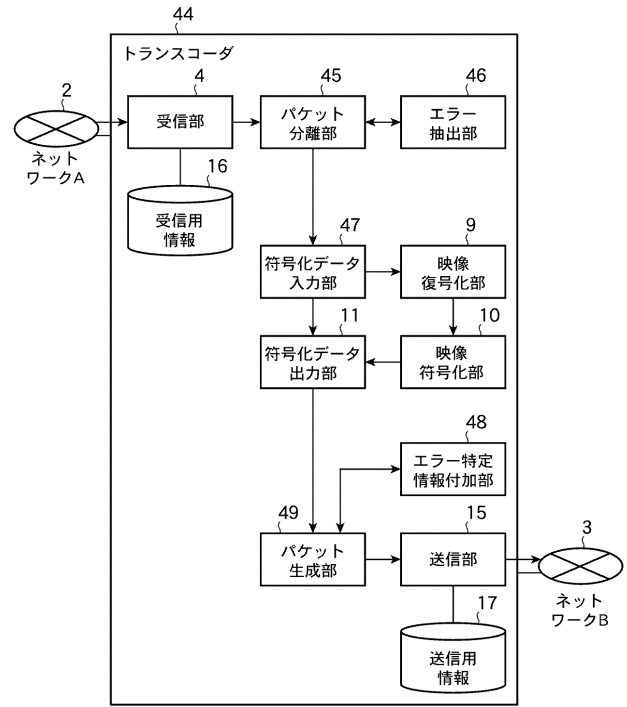 44
トランスコーダ
2
ネット
ワークA
4
受信部
45
パケット
分離部
46
エラー
抽出部
16
受信用
情報
47
符号化データ
入力部
9
映像
復号化部
11
符号化データ
出力部
10
映像
符号化部
48
エラー特定
情報付加部
49
パケット
生成部
15
送信部
3
ネット
ワークB
17
送信用
情報